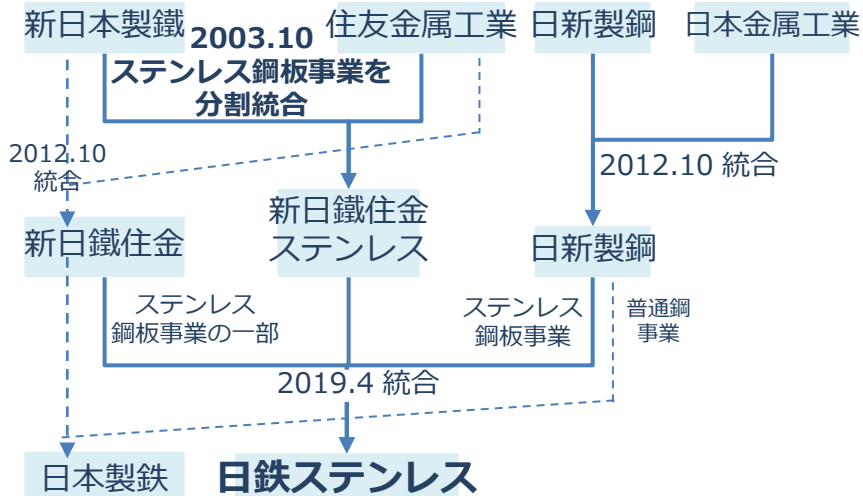 新日本製鐵
住友金属工業
日新製鋼
日本金属工業
2003.10
ステンレス鋼板事業を
分割統合
2012.10
統合
2012.10 統合
新日鐵住金
新日鐵住金
ステンレス
日新製鋼
ステンレス
鋼板事業の一部
ステンレス
鋼板事業
普通鋼
事業
2019.4 統合
日本製鉄
日鉄ステンレス